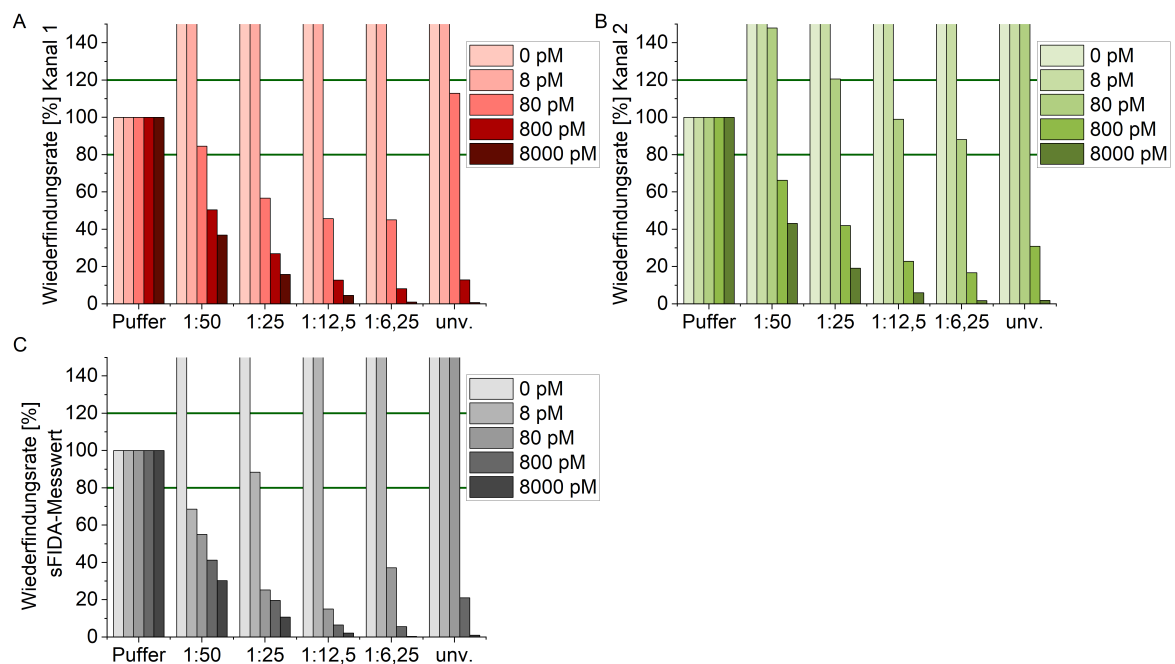 A
Wiederfindungsrate [%] Kanal 1
140
120
100
80
60
40
20
0
Puffer 1:50 1:25 1:12,5 1:6,25 unv.
0 pM
8 pM
80 pM
800 pM
8000 pM
B
Wiederfindungsrate [%] Kanal 2
140
120
100
80
60
40
20
0
Puffer 1:50 1:25 1:12,5 1:6,25 unv.
0 pM
8 pM
80 pM
800 pM
8000 pM
C
Wiederfindungsrate [%]
sFIDA-Messwert
140
120
100
80
60
40
20
0
Puffer 1:50 1:25 1:12,5 1:6,25 unv.
0 pM
8 pM
80 pM
800 pM
8000 pM